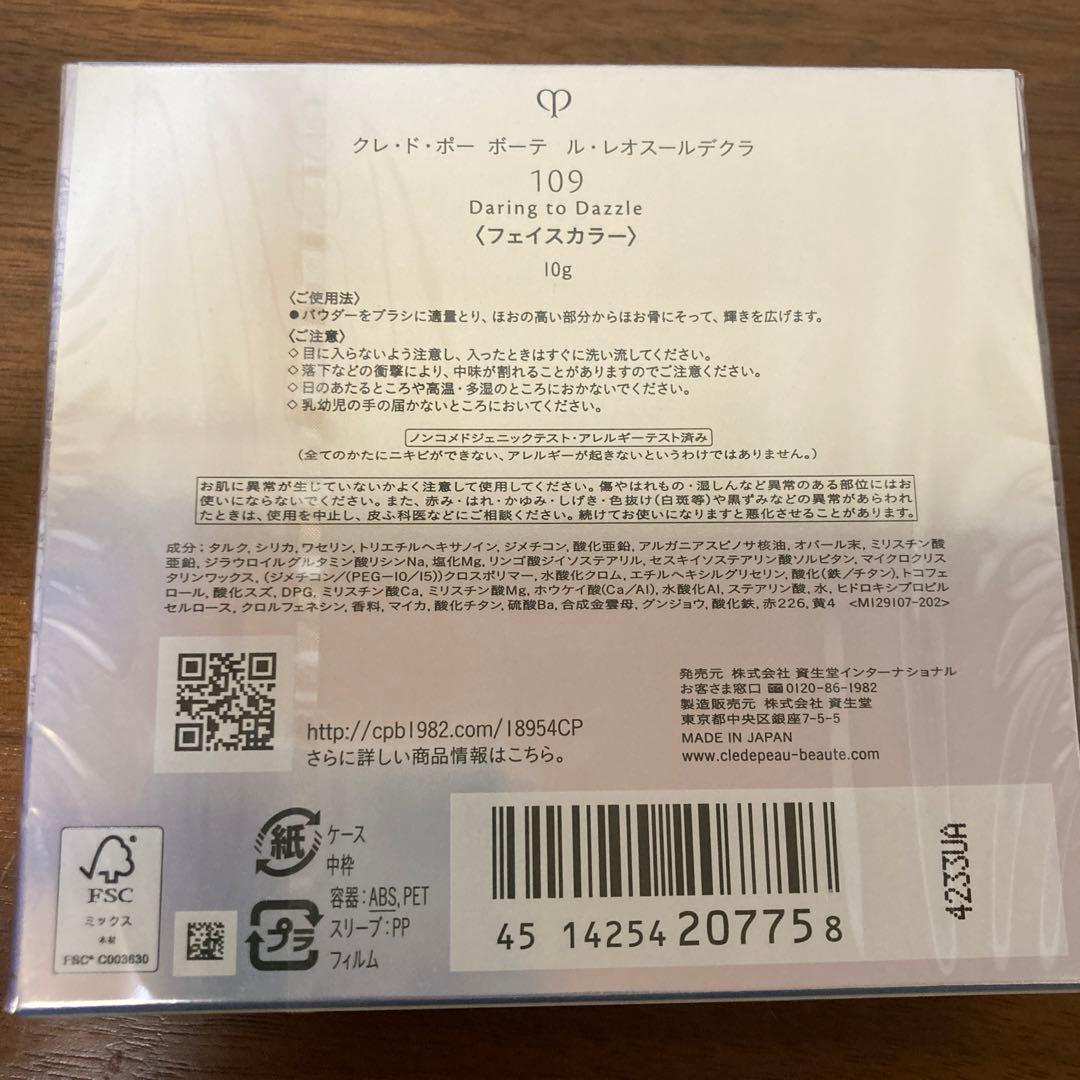 クレ・ド・ポー ボーテ ル・レオスールデクラ
109
Daring to Dazzle
〈フェイスカラー〉
10g
〈ご使用法〉
●パウダーをブラシに適量とり、ほおの高い部分からほお骨にそって、輝きを広げます。
〈ご注意〉
◇目に入らないよう注意し、入ったときはすぐに洗い流してください。
◇落下などの衝撃により、中味が割れることがありますのでご注意ください。
◇日のあたるところや高温・多湿のところにおかないでください。
◇乳幼児の手の届かないところにおいてください。
ノンコメドジェニックテスト・アレルギーテスト済み
(全てのかたにニキビができない、アレルギーが起きないというわけではありません。)
お肌に異常が生じていないかよく注意して使用してください。傷やはれもの・湿しんなど異常のある部位にはお
使いにならないでください。また、赤み・はれ・かゆみ・しげき・色抜け(白斑等)や黒ずみなどの異常があらわれ
たときは、使用を中止し、皮ふ科医などにご相談ください。続けてお使いになりますと悪化させることがあります。
成分:タルク, シリカ, ワセリン, トリエチルヘキサノイン, ジメチコン, 酸化亜鉛, アルガニアスピノサ核油, オパール末, ミリスチン酸
亜鉛, ジラウロイルグルタミン酸リシンNa, 塩化Mg, リンゴ酸ジイソステアリル, セスキイソステアリン酸ソルビタン, マイクロクリス
タリンワックス, (ジメチコン/(PEG-10/15))クロスポリマー, 水酸化クロム, エチルヘキシルグリセリン, 酸化(鉄/チタン), トコフェ
ロール, 酸化スズ, DPG, ミリスチン酸Ca, ミリスチン酸Mg, ホウケイ酸(Ca/Al), 水酸化Al, ステアリン酸, 水, ヒドロキシプロピル
セルロース, クロルフェネシン, 香料, マイカ, 酸化チタン, 硫酸Ba, 合成金雲母, グンジョウ, 酸化鉄, 赤226, 黄4 <M129107-202>
http://cpb1982.com/18954CP
さらに詳しい商品情報はこちら。
発売元 株式会社 資生堂インターナショナル
お客さま窓口 0120-86-1982
製造販売元 株式会社 資生堂
東京都中央区銀座7-5-5
MADE IN JAPAN
www.cledepeau-beaute.com
FSC
ミックス
木材
FSC® C003630
紙
ケース
中枠
プラ
容器:ABS,PET
スリーブ:PP
フィルム
45 14254 20775 8
4233UA